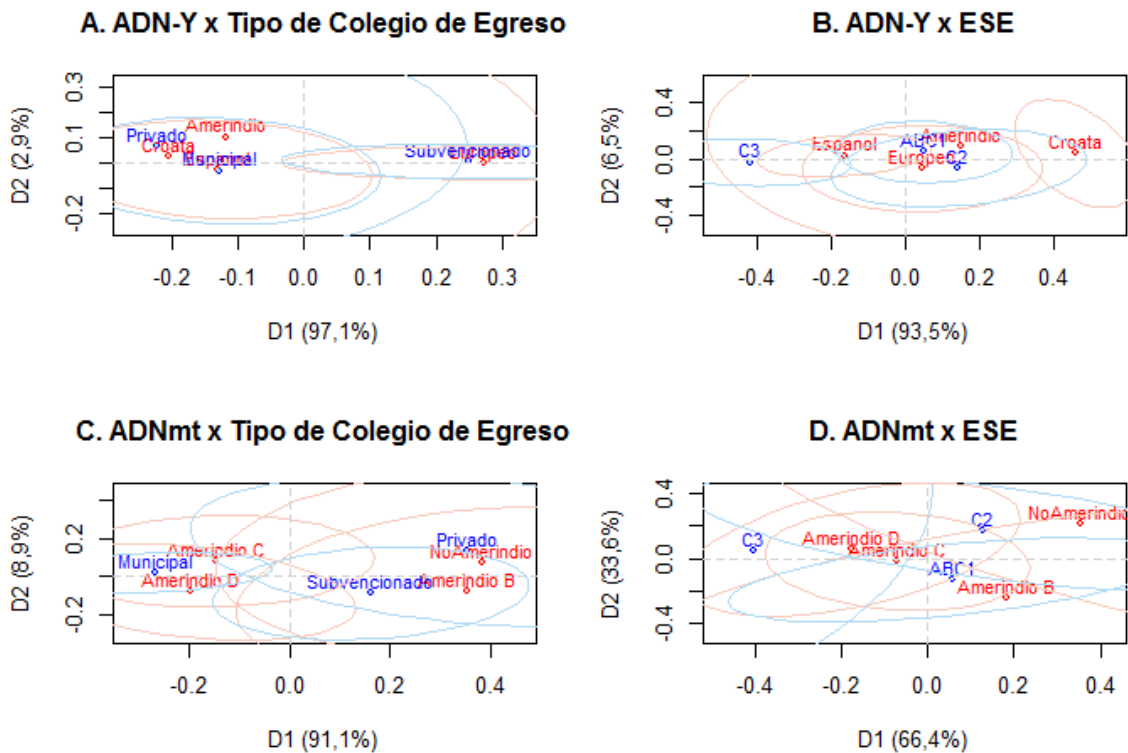 A. ADN-Y x Tipo de Colegio de Egreso
D2 (2,9%)
0.3
0.1
-0.2
Amerindio
Privado
Croata
Municipal
Subvencionado
-0.2 -0.1 0.0 0.1 0.2 0.3
D1 (97,1%)
B. ADN-Y x ESE
D2 (6,5%)
0.4
0.0
-0.4
Amerindio
ABC1
Espanol
Croata
C3
Europeo
C2
-0.4 -0.2 0.0 0.2 0.4
D1 (93,5%)
C. ADNmt x Tipo de Colegio de Egreso
D2 (8,9%)
0.2
-0.2
Privado
Amerindio C
NoAmerindio
Municipal
Amerindio D
Subvencionado
Amerindio B
-0.2 0.0 0.2 0.4
D1 (91,1%)
D. ADNmt x ESE
D2 (33,6%)
0.4
0.0
-0.4
NoAmerindio
C2
Amerindio D
C3
Amerindio C
ABC1
Amerindio B
-0.4 -0.2 0.0 0.2 0.4
D1 (66,4%)